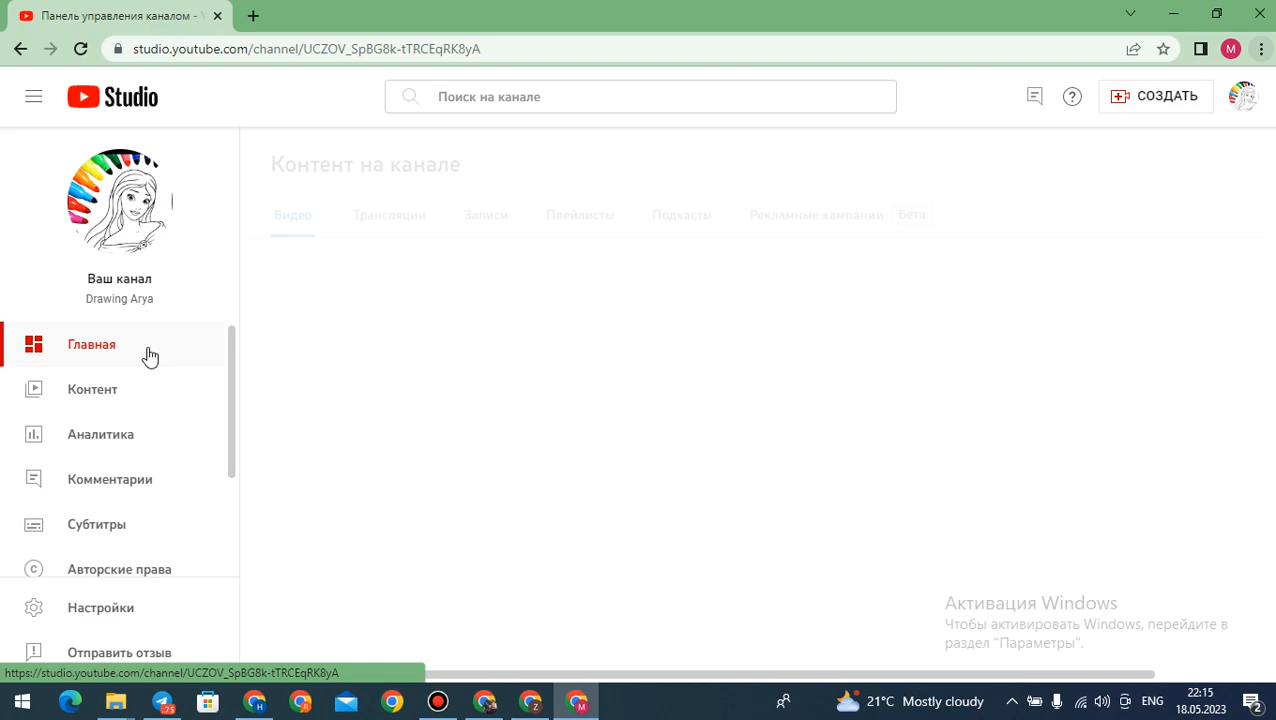 Панель управления каналом - Y
studio.youtube.com/channel/UCZOV_SpBG8k-tTRCEqRK8yA
M
Studio
Поиск на канале
СОЗДАТЬ
Контент на канале
Видео Трансляции Записи Плейлисты Подкасты Рекламные кампании Бета
Ваш канал
Drawing Arya
Главная
Контент
Аналитика
Комментарии
Субтитры
Авторские права
Настройки
Отправить отзыв
Активация Windows
Чтобы активировать Windows, перейдите в
раздел "Параметры".
https://studio.youtube.com/channel/UCZOV_SpBG8k-tTRCEqRK8yA
75
H
Z
M
21°C Mostly cloudy
ENG
22:15
18.05.2023
2